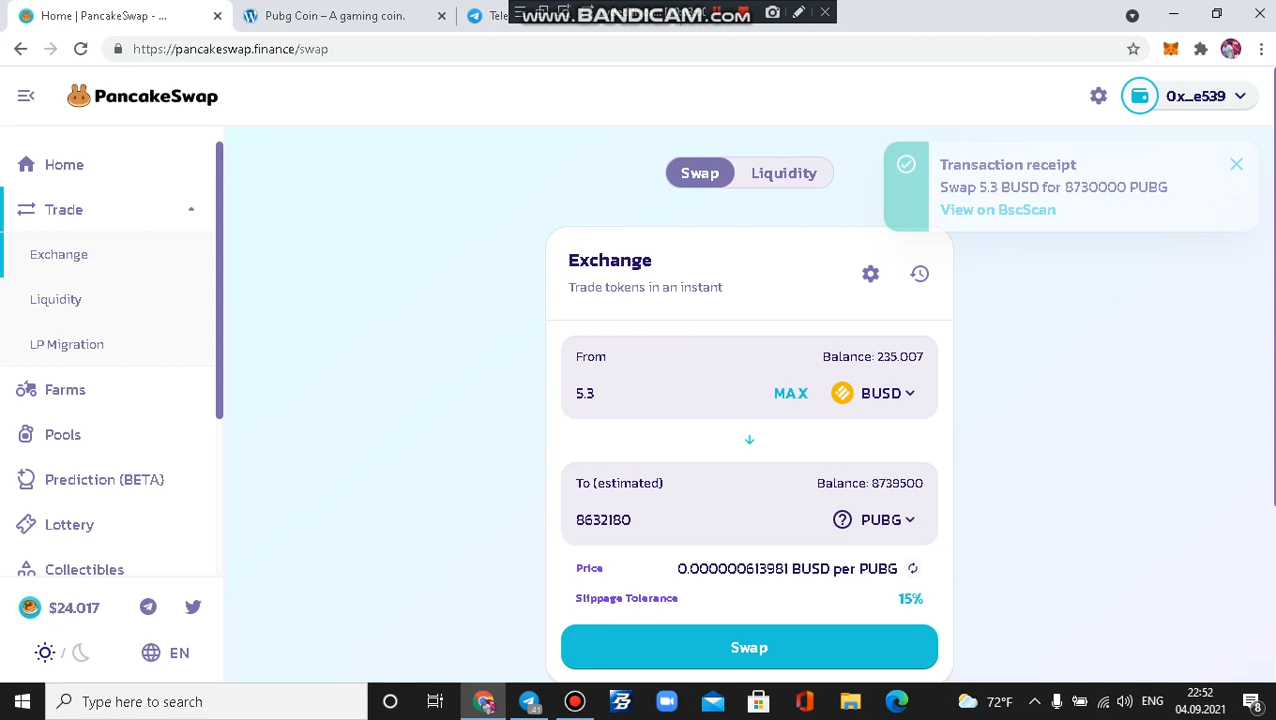 Home | PancakeSwap -
Pubg Coin – A gaming coin.
Tele
www.BANDICAM.com
https://pancakeswap.finance/swap
PancakeSwap
0x_e539
Home
Trade
Exchange
Liquidity
LP Migration
Farms
Pools
Prediction (BETA)
Lottery
Collectibles
$24.017
EN
Swap
Liquidity
Transaction receipt
Swap 5.3 BUSD for 8730000 PUBG
View on BscScan
Exchange
Trade tokens in an instant
From
Balance: 235.007
5.3
MAX
BUSD
To (estimated)
Balance: 8739500
8632180
PUBG
Price
0.000000613981 BUSD per PUBG
Slippage Tolerance
15%
Swap
Type here to search
41
72°F
ENG
22:52
04.09.2021
8